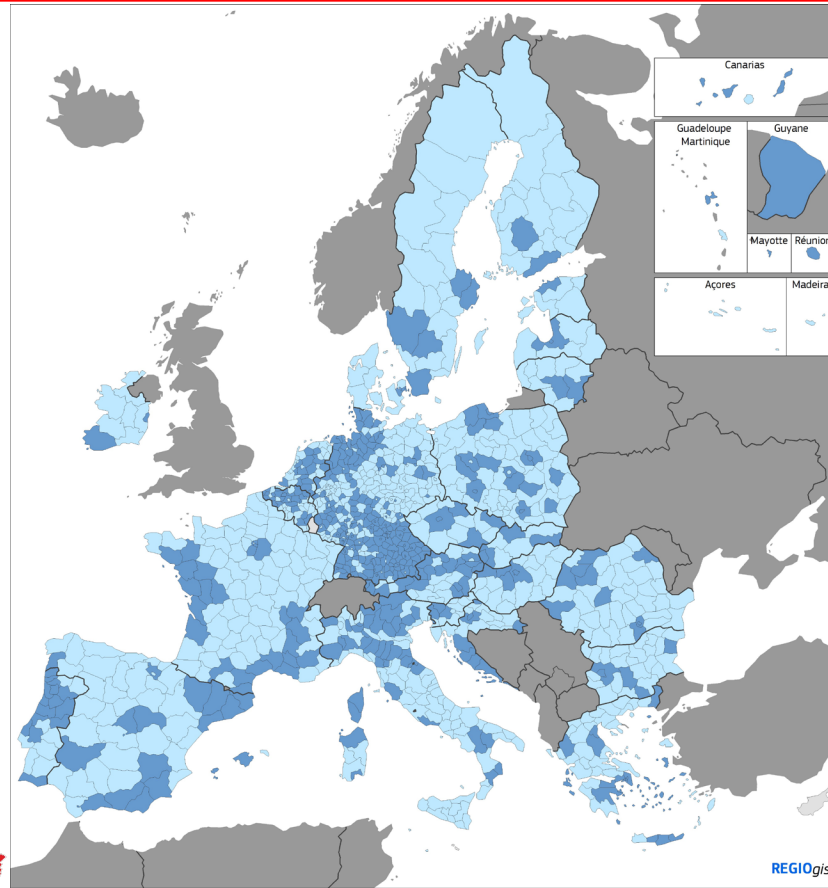 Canarias
Guadeloupe
Martinique
Guyane
Mayotte
Réunion
Açores
Madeira
REGIOgis